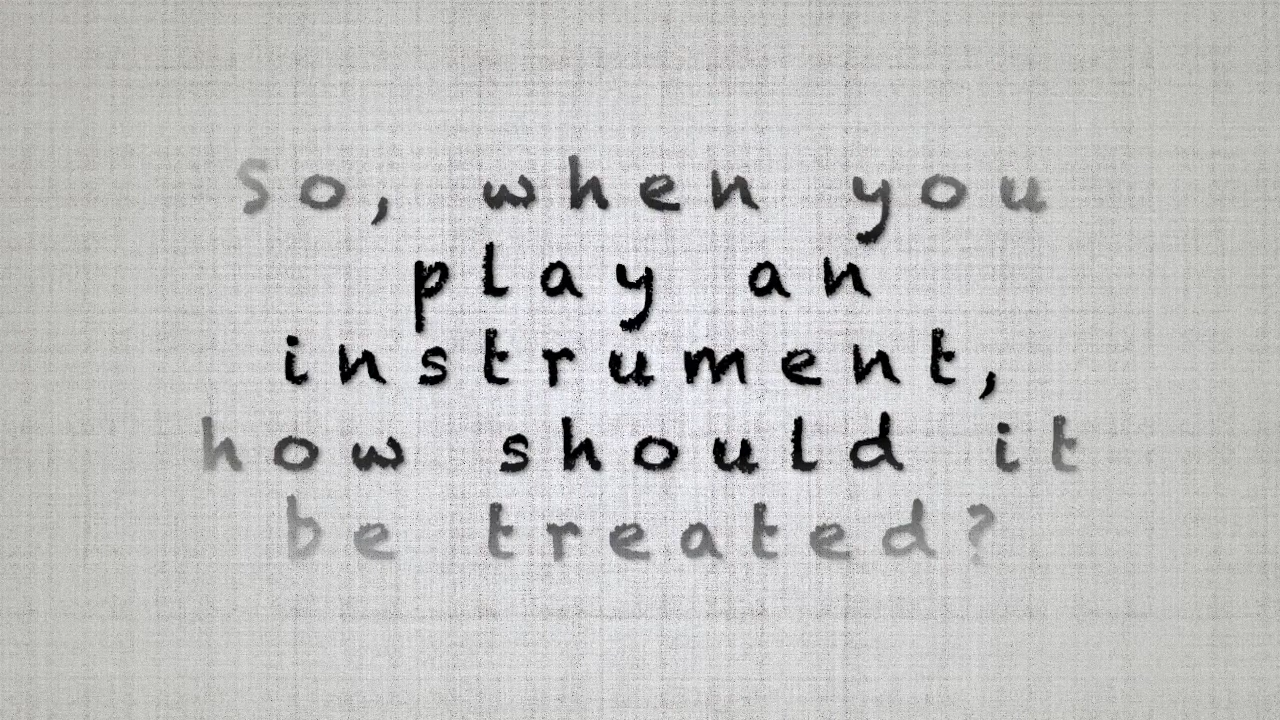 So, when you
play an
instrument,
how should it
be treated?